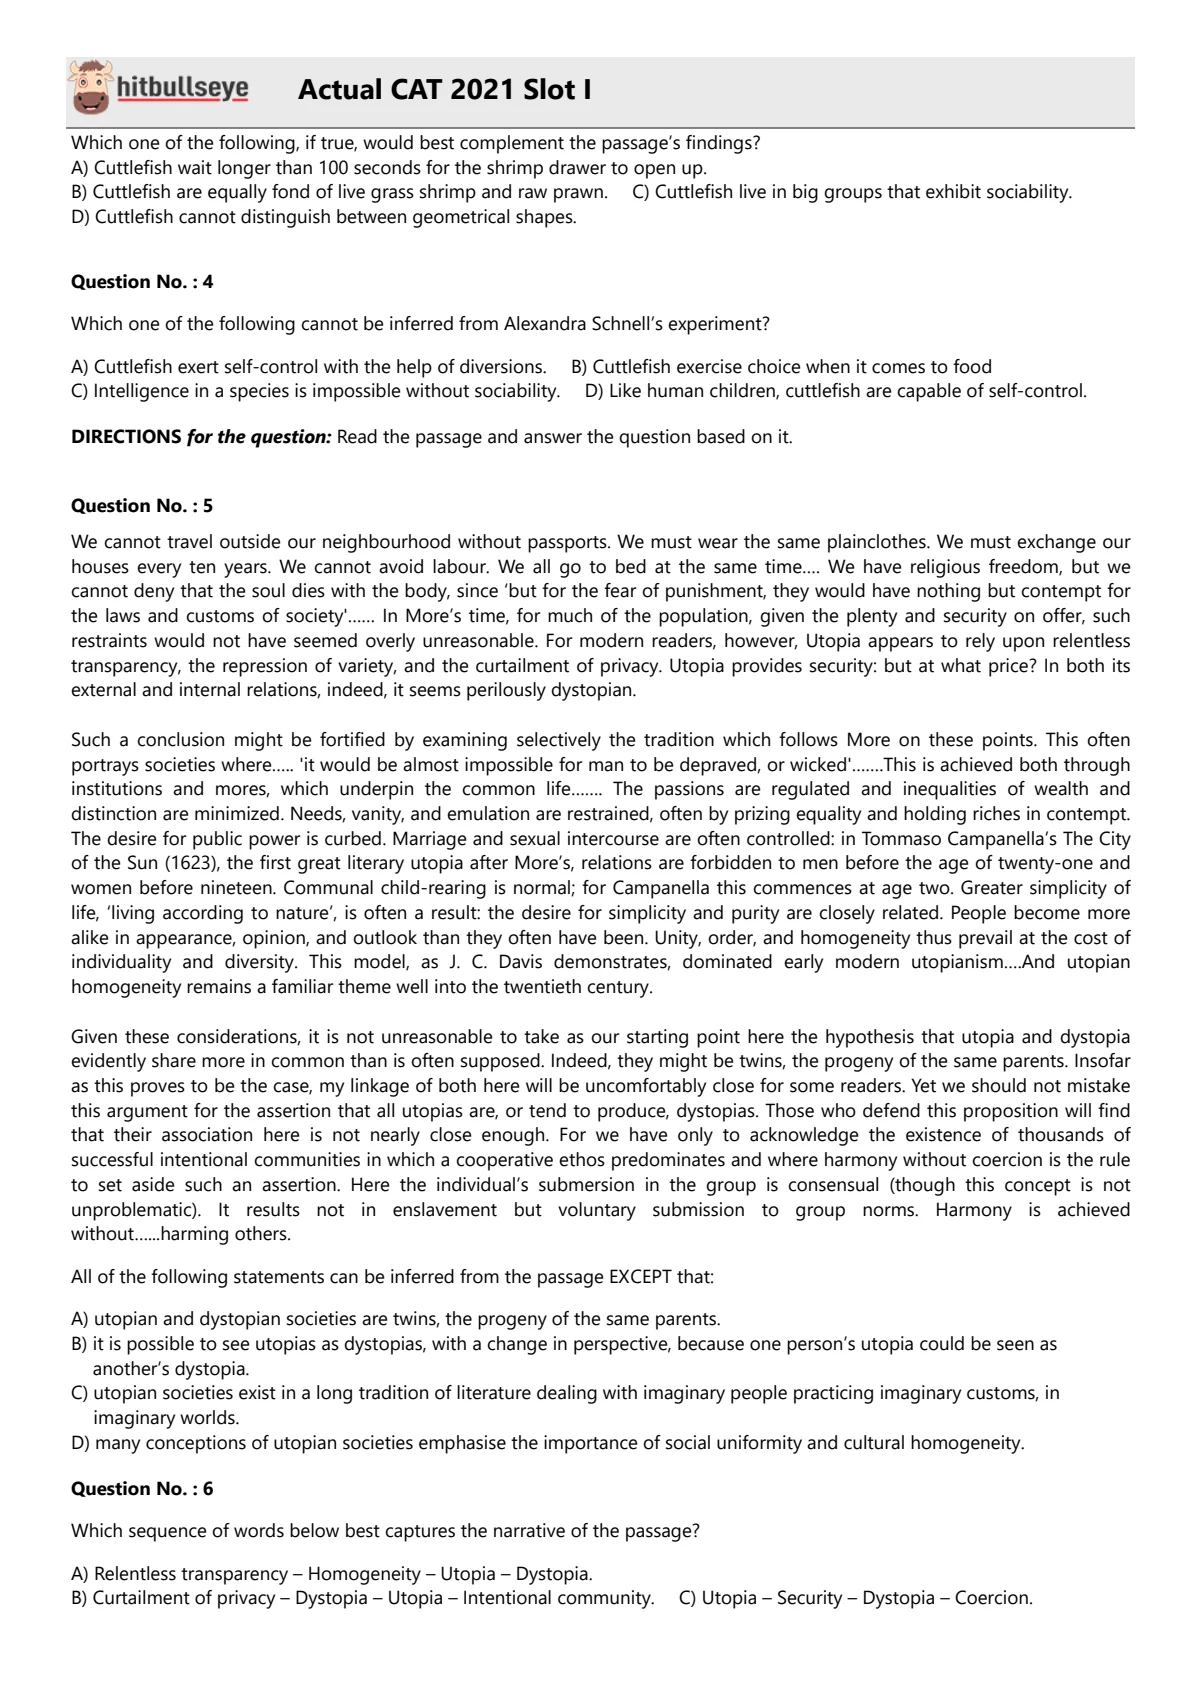 hitbullseye
Actual CAT 2021 Slot I
Which one of the following, if true, would best complement the passage’s findings?
A) Cuttlefish wait longer than 100 seconds for the shrimp drawer to open up.
B) Cuttlefish are equally fond of live grass shrimp and raw prawn. C) Cuttlefish live in big groups that exhibit sociability.
D) Cuttlefish cannot distinguish between geometrical shapes.
Question No. : 4
Which one of the following cannot be inferred from Alexandra Schnell’s experiment?
A) Cuttlefish exert self-control with the help of diversions. B) Cuttlefish exercise choice when it comes to food
C) Intelligence in a species is impossible without sociability. D) Like human children, cuttlefish are capable of self-control.
DIRECTIONS for the question: Read the passage and answer the question based on it.
Question No. : 5
We cannot travel outside our neighbourhood without passports. We must wear the same plainclothes. We must exchange our
houses every ten years. We cannot avoid labour. We all go to bed at the same time.... We have religious freedom, but we
cannot deny that the soul dies with the body, since ‘but for the fear of punishment, they would have nothing but contempt for
the laws and customs of society'...... In More’s time, for much of the population, given the plenty and security on offer, such
restraints would not have seemed overly unreasonable. For modern readers, however, Utopia appears to rely upon relentless
transparency, the repression of variety, and the curtailment of privacy. Utopia provides security: but at what price? In both its
external and internal relations, indeed, it seems perilously dystopian.
Such a conclusion might be fortified by examining selectively the tradition which follows More on these points. This often
portrays societies where..... 'it would be almost impossible for man to be depraved, or wicked'.......This is achieved both through
institutions and mores, which underpin the common life....... The passions are regulated and inequalities of wealth and
distinction are minimized. Needs, vanity, and emulation are restrained, often by prizing equality and holding riches in contempt.
The desire for public power is curbed. Marriage and sexual intercourse are often controlled: in Tommaso Campanella’s The City
of the Sun (1623), the first great literary utopia after More’s, relations are forbidden to men before the age of twenty-one and
women before nineteen. Communal child-rearing is normal; for Campanella this commences at age two. Greater simplicity of
life, ‘living according to nature’, is often a result: the desire for simplicity and purity are closely related. People become more
alike in appearance, opinion, and outlook than they often have been. Unity, order, and homogeneity thus prevail at the cost of
individuality and diversity. This model, as J. C. Davis demonstrates, dominated early modern utopianism....And utopian
homogeneity remains a familiar theme well into the twentieth century.
Given these considerations, it is not unreasonable to take as our starting point here the hypothesis that utopia and dystopia
evidently share more in common than is often supposed. Indeed, they might be twins, the progeny of the same parents. Insofar
as this proves to be the case, my linkage of both here will be uncomfortably close for some readers. Yet we should not mistake
this argument for the assertion that all utopias are, or tend to produce, dystopias. Those who defend this proposition will find
that their association here is not nearly close enough. For we have only to acknowledge the existence of thousands of
successful intentional communities in which a cooperative ethos predominates and where harmony without coercion is the rule
to set aside such an assertion. Here the individual’s submersion in the group is consensual (though this concept is not
unproblematic). It results not in enslavement but voluntary submission to group norms. Harmony is achieved
without......harming others.
All of the following statements can be inferred from the passage EXCEPT that:
A) utopian and dystopian societies are twins, the progeny of the same parents.
B) it is possible to see utopias as dystopias, with a change in perspective, because one person’s utopia could be seen as
another’s dystopia.
C) utopian societies exist in a long tradition of literature dealing with imaginary people practicing imaginary customs, in
imaginary worlds.
D) many conceptions of utopian societies emphasise the importance of social uniformity and cultural homogeneity.
Question No. : 6
Which sequence of words below best captures the narrative of the passage?
A) Relentless transparency – Homogeneity – Utopia – Dystopia.
B) Curtailment of privacy – Dystopia – Utopia – Intentional community. C) Utopia – Security – Dystopia – Coercion.